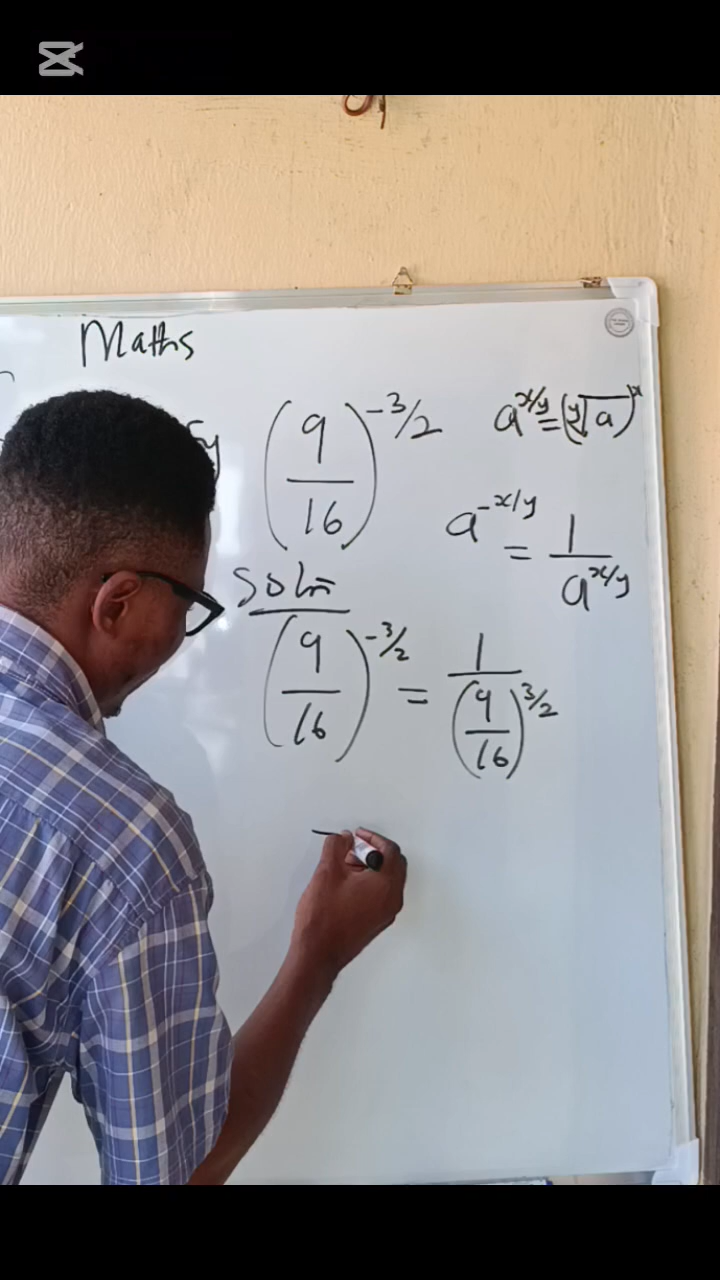 Maths
(9/16)^-3/2
a^x/y = (y√a)^x
a^-x/y = 1/a^x/y
Soln
(9/16)^-3/2 = 1/(9/16)^3/2